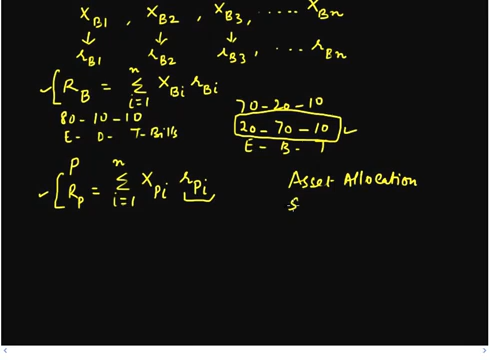 X_B1 , X_B2 , X_B3 , ..... X_Bn
↓ ↓ ↓
r_B1 r_B2 r_B3 , ... r_Bn
✓[ R_B = Σ_{i=1}^{n} X_Bi r_Bi
80 - 10 - 10
E - D - T-Bills
70 - 20 - 10
20 - 70 - 10 ✓
E - B - T
P
✓[ R_p = Σ_{i=1}^{n} X_pi r_pi
Asset Allocation